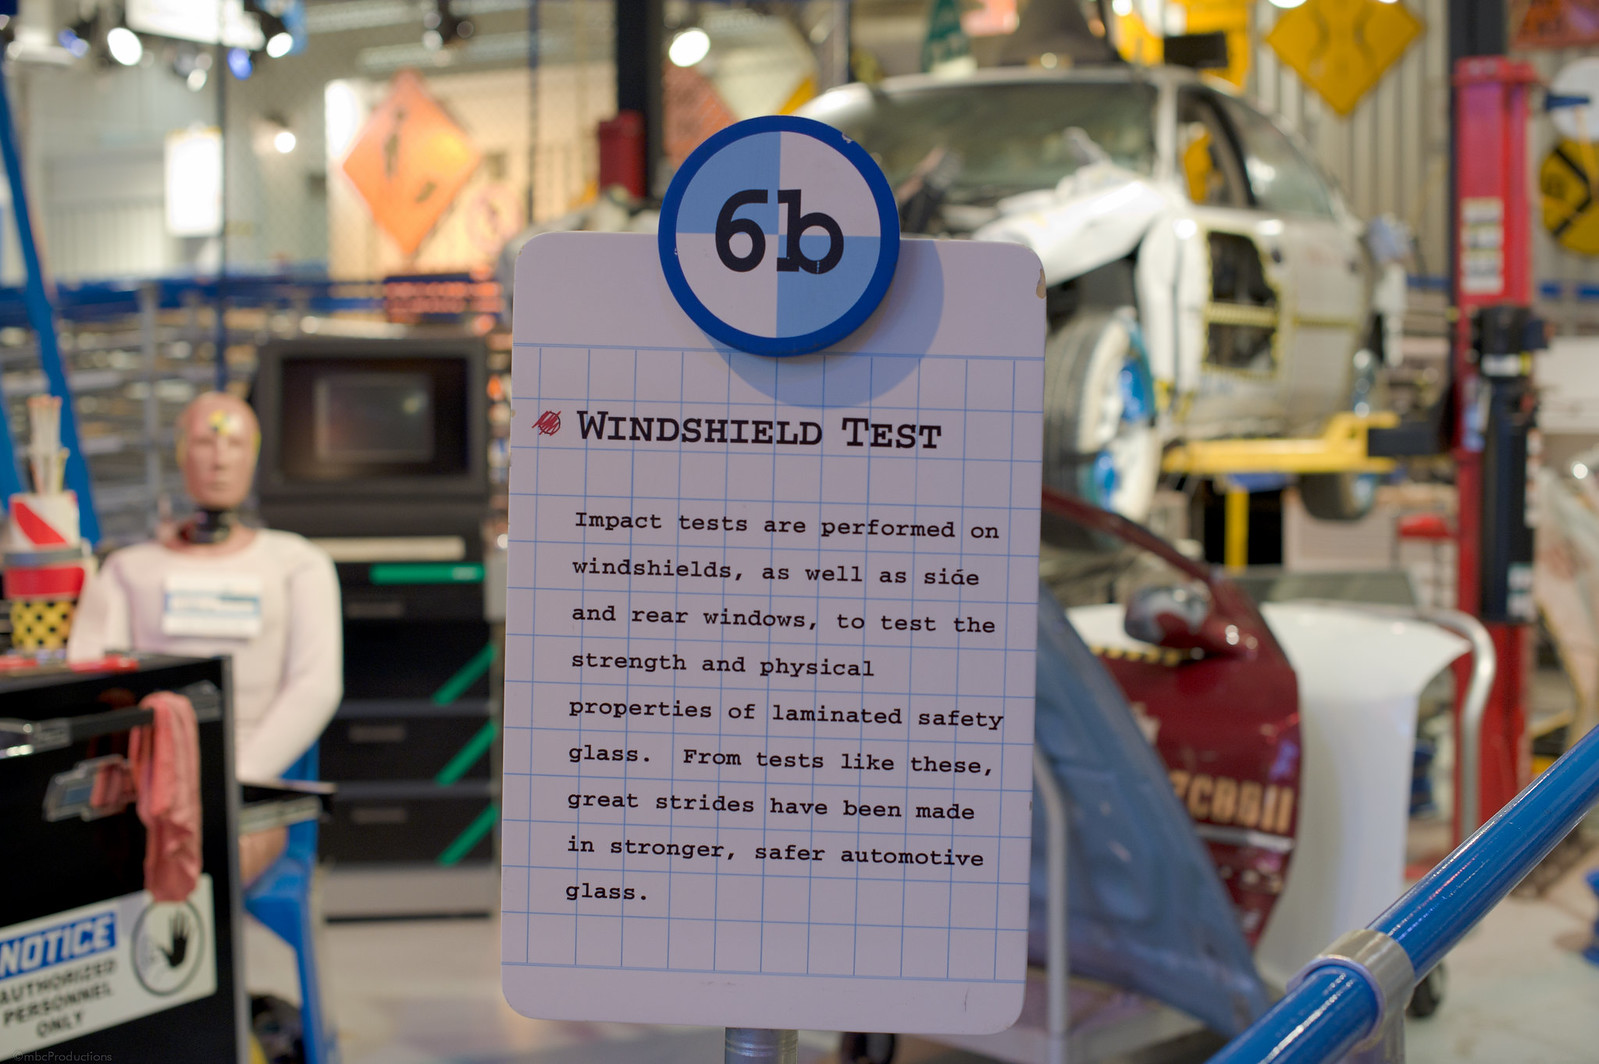 6b
WINDSHIELD TEST
Impact tests are performed on
windshields, as well as side
and rear windows, to test the
strength and physical
properties of laminated safety
glass.  From tests like these,
great strides have been made
in stronger, safer automotive
glass.
NOTICE
AUTHORIZED
PERSONNEL
ONLY
©mbcProductions